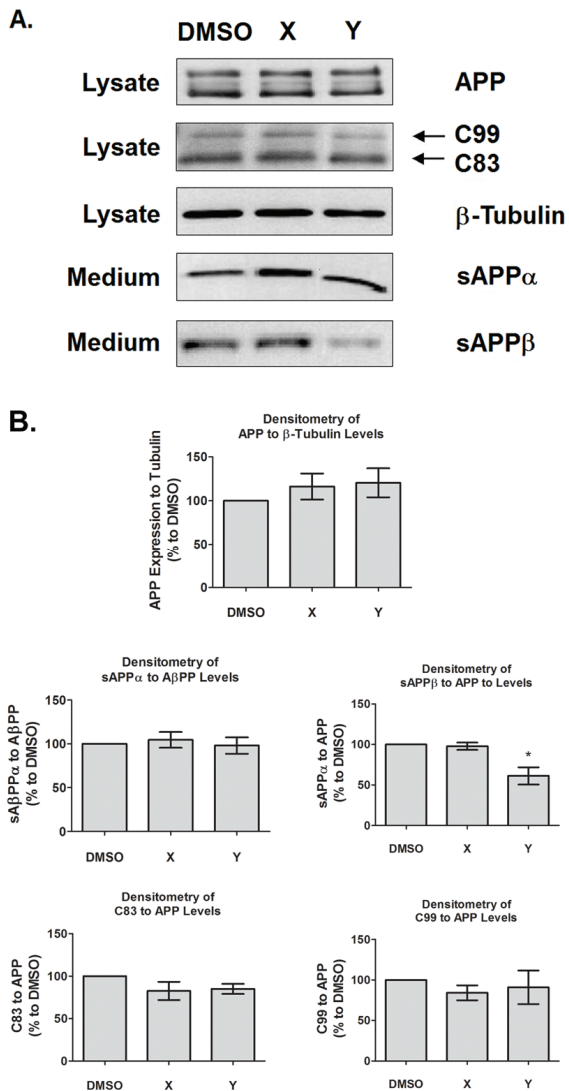 A.
DMSO X Y
Lysate APP
Lysate C99
C83
Lysate β-Tubulin
Medium sAPPα
Medium sAPPβ
B.
Densitometry of
APP to β-Tubulin Levels
APP Expression to Tubulin
(% to DMSO)
150
100
50
0
DMSO X Y
Densitometry of
sAPPα to AβPP Levels
sAβPPα to AβPP
(% to DMSO)
150
100
50
0
DMSO X Y
Densitometry of
sAPPβ to APP to Levels
sAPPα to APP
(% to DMSO)
150
100
50
0
*
DMSO X Y
Densitometry of
C83 to APP Levels
C83 to APP
(% to DMSO)
150
100
50
0
DMSO X Y
Densitometry of
C99 to APP Levels
C99 to APP
(% to DMSO)
150
100
50
0
DMSO X Y